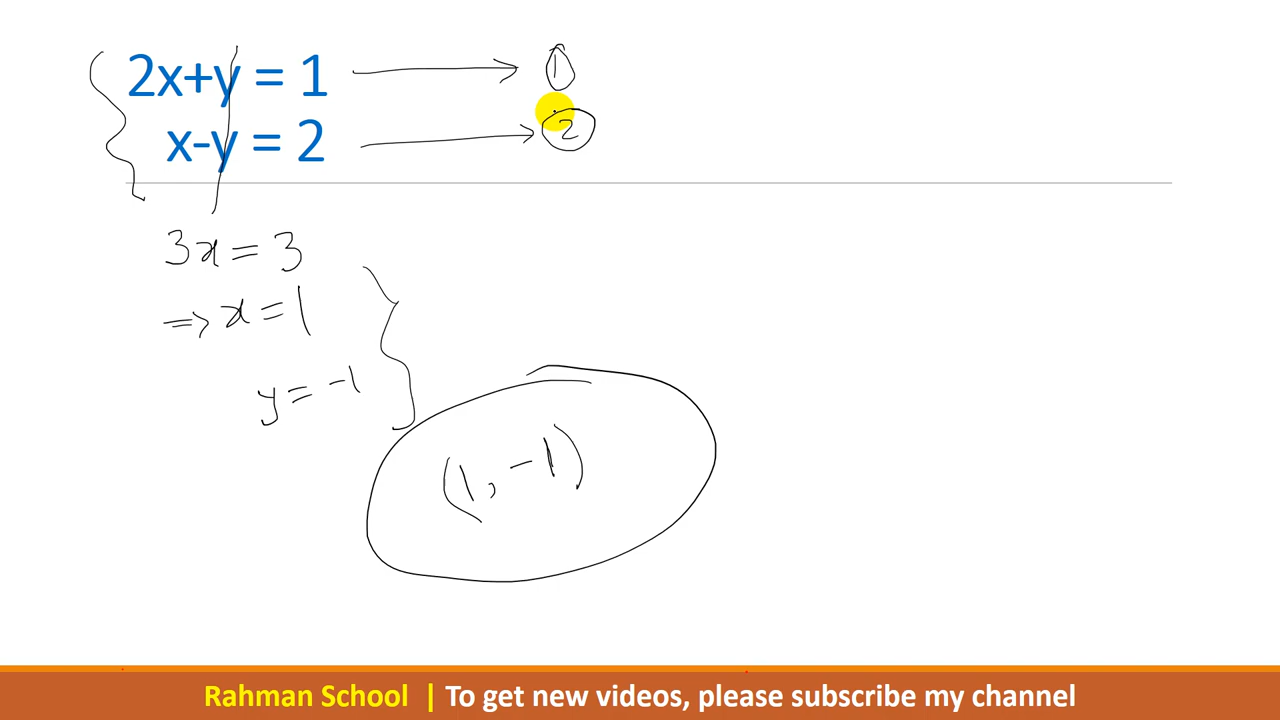 2x+y = 1 → 1
x-y = 2 → 2
3x = 3
⇒ x = 1
y = -1
(1, -1)
Rahman School | To get new videos, please subscribe my channel